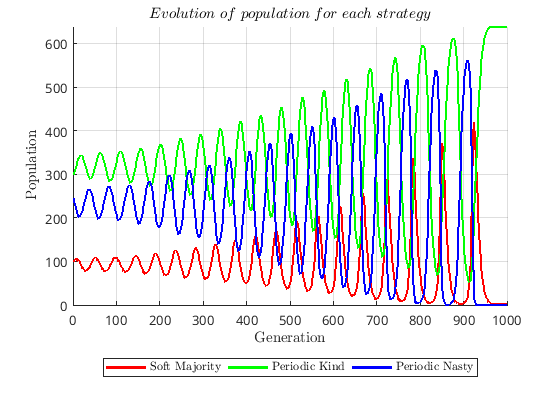 Evolution of population for each strategy
600
500
400
300
200
100
0
Population
0 100 200 300 400 500 600 700 800 900 1000
Generation
Soft Majority Periodic Kind Periodic Nasty